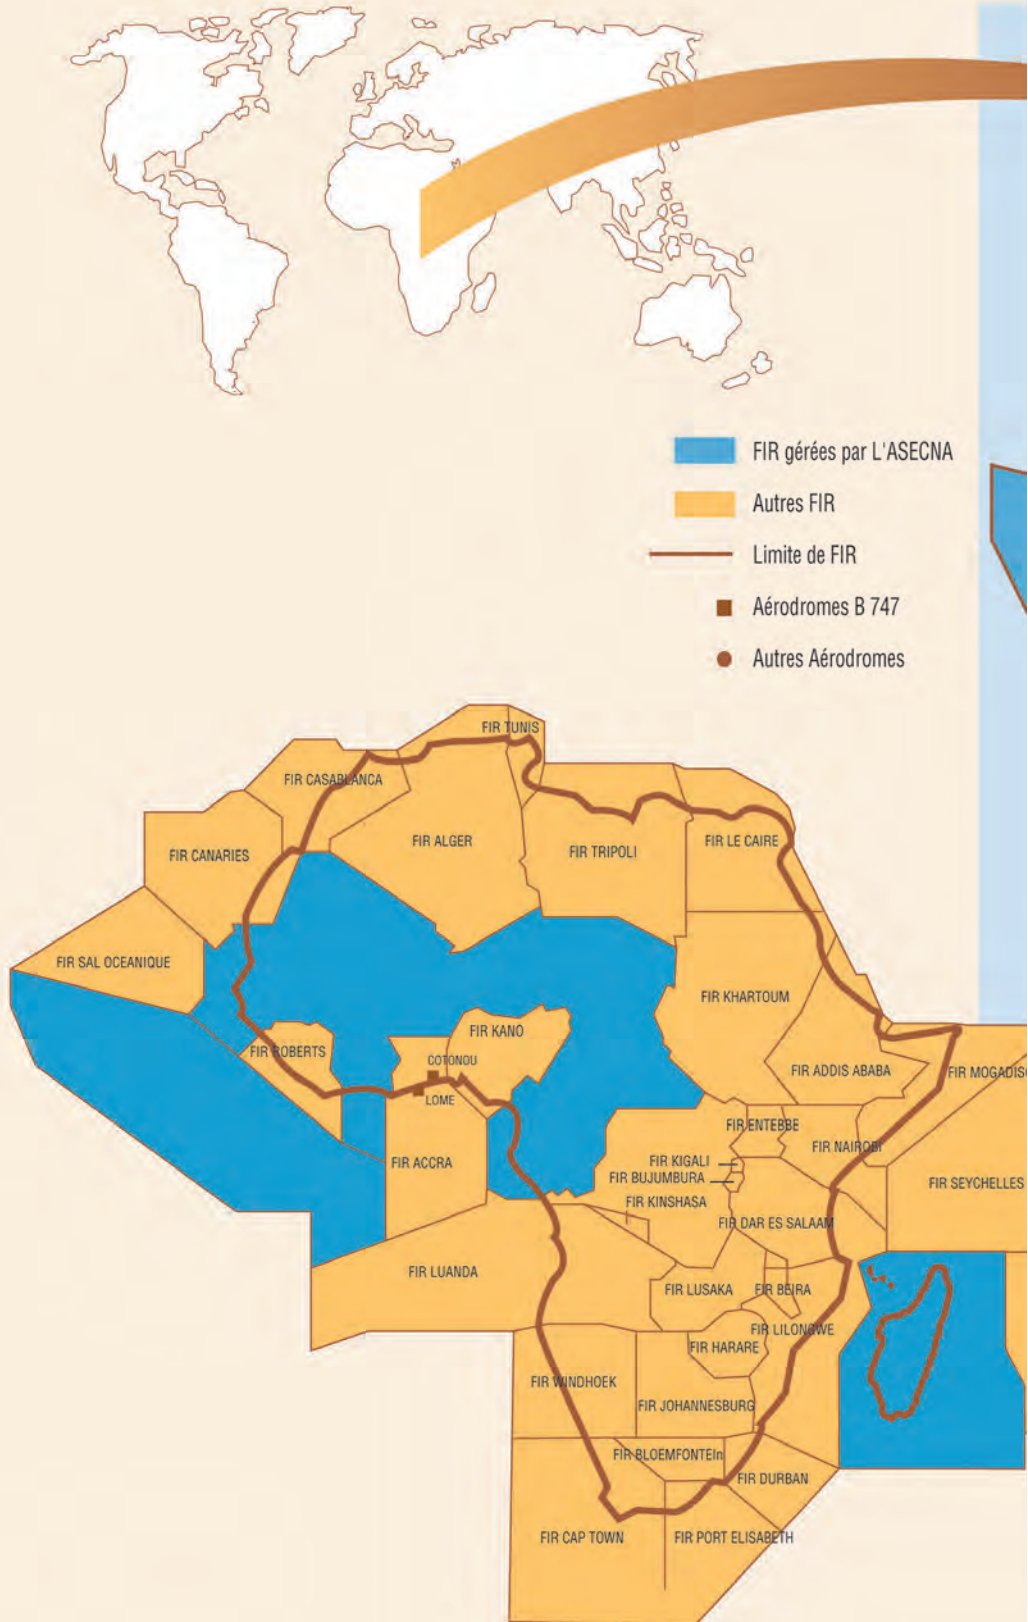 FIR gérées par L'ASECNA
Autres FIR
Limite de FIR
Aérodromes B 747
Autres Aérodromes
FIR TUNIS
FIR CASABLANCA
FIR ALGER
FIR TRIPOLI
FIR LE CAIRE
FIR CANARIES
FIR SAL OCEANIQUE
FIR KHARTOUM
FIR KANO
FIR ROBERTS
COTONOU
LOME
FIR ADDIS ABABA
FIR MOGADISC
FIR ENTEBBE
FIR NAIROBI
FIR ACCRA
FIR KIGALI
FIR BUJUMBURA
FIR SEYCHELLES
FIR KINSHASA
FIR DAR ES SALAAM
FIR LUANDA
FIR LUSAKA
FIR BEIRA
FIR LILONGWE
FIR HARARE
FIR WINDHOEK
FIR JOHANNESBURG
FIR BLOEMFONTEIn
FIR DURBAN
FIR CAP TOWN
FIR PORT ELISABETH